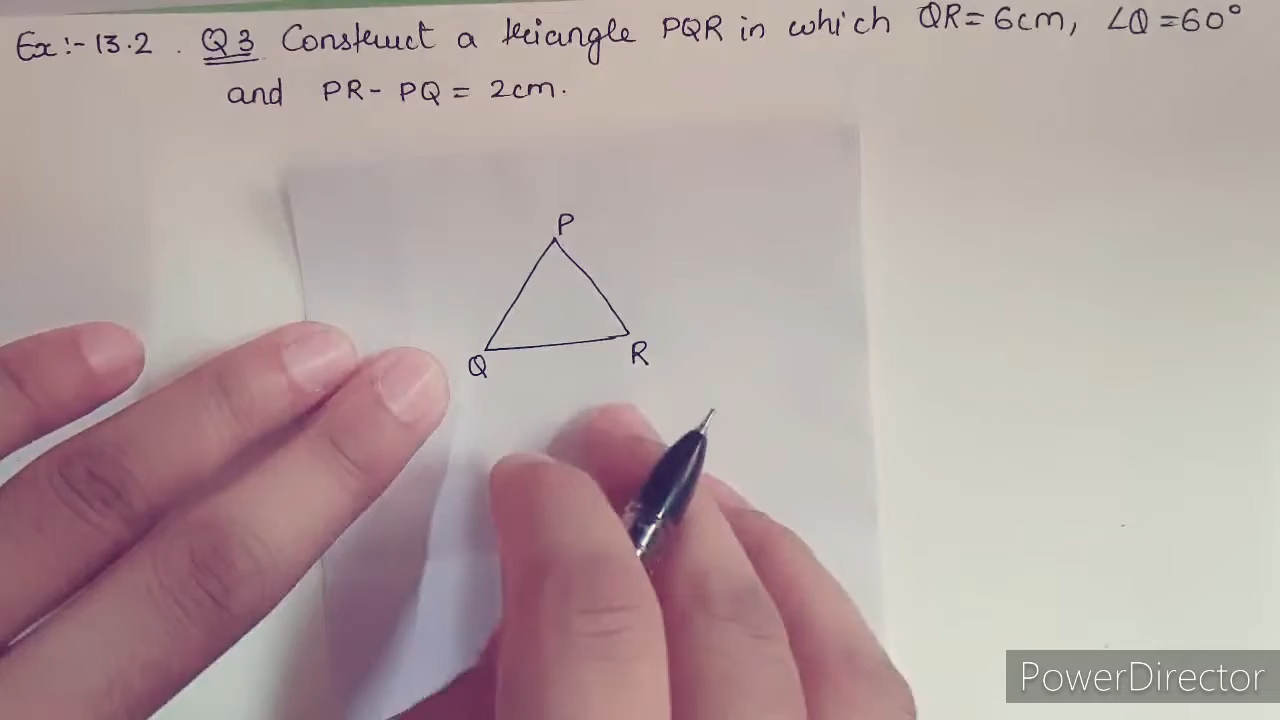 Ex:- 13.2 . Q3 Construct a triangle PQR in which QR = 6cm, ∠Q = 60°
and PR - PQ = 2cm.
P
Q
R
PowerDirector